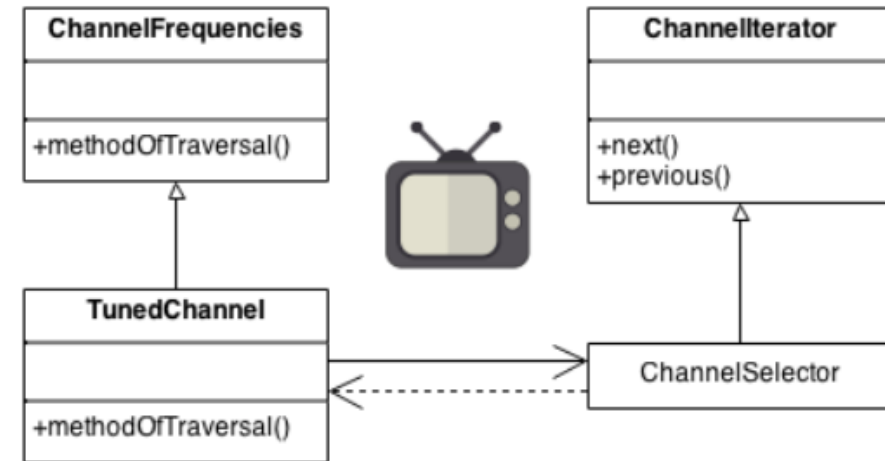 ChannelFrequencies
+methodOfTraversal()
ChannelIterator
+next()
+previous()
TunedChannel
+methodOfTraversal()
ChannelSelector